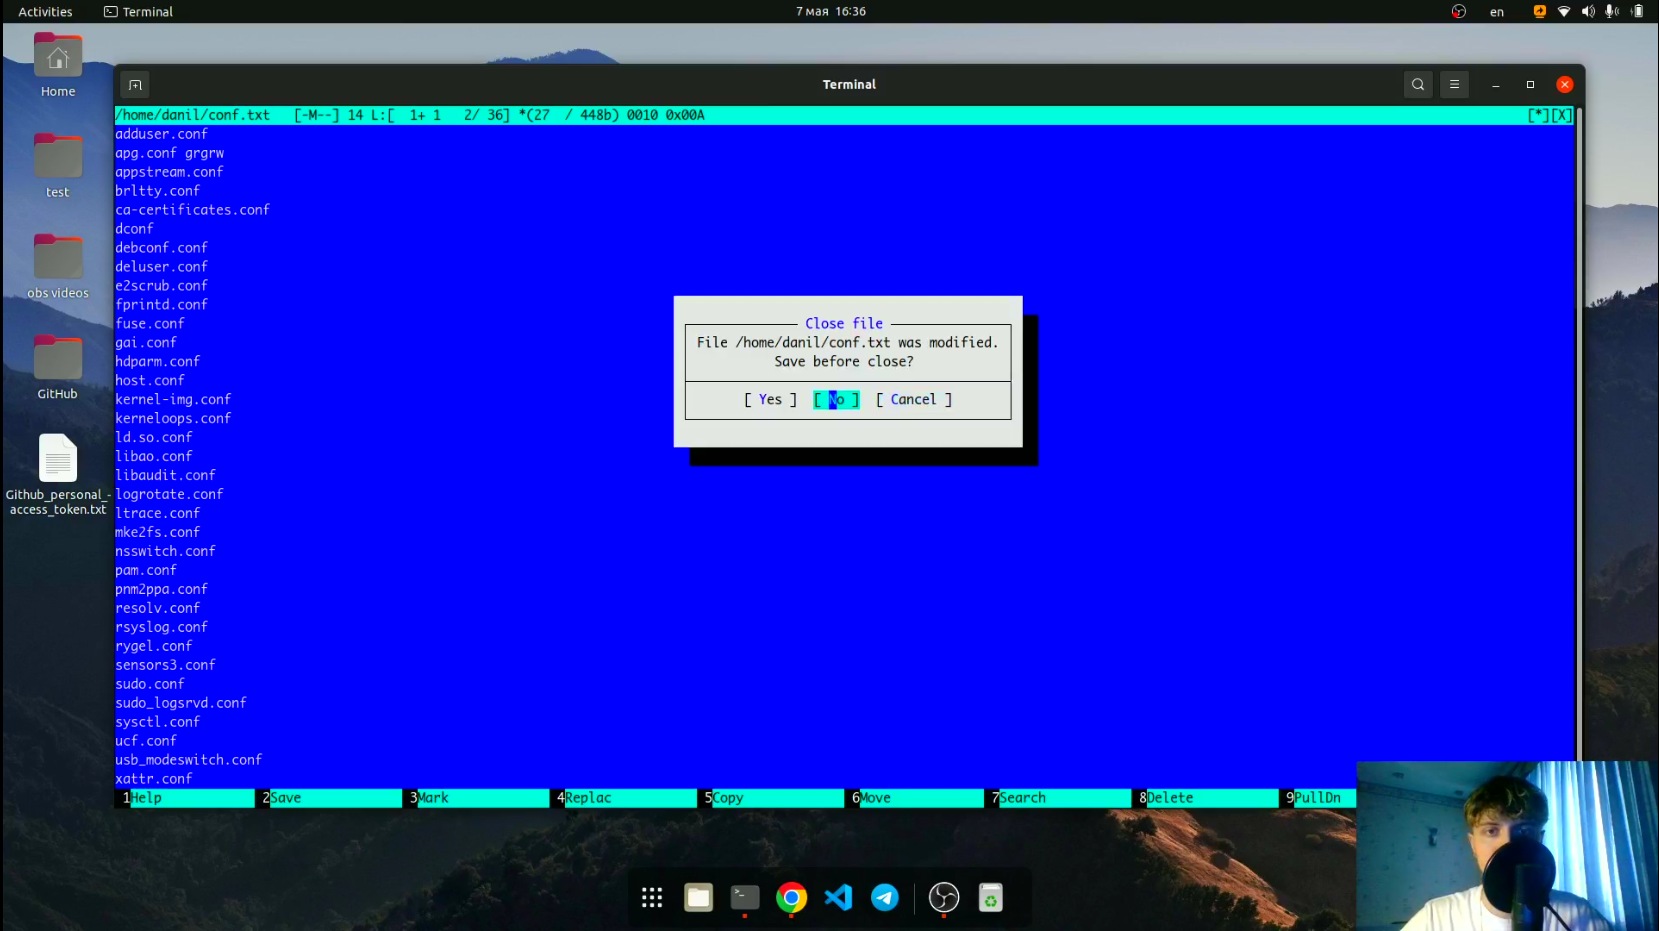 Activities
Terminal
7 мая 16:36
en
Home
test
obs videos
GitHub
Github_personal_-
access_token.txt
Terminal
/home/danil/conf.txt [-M--] 14 L:[ 1+ 1 2/ 36] *(27 / 448b) 0010 0x00A [*][X]
adduser.conf
apg.conf grgrw
appstream.conf
brltty.conf
ca-certificates.conf
dconf
debconf.conf
deluser.conf
e2scrub.conf
fprintd.conf
fuse.conf
gai.conf
hdparm.conf
host.conf
kernel-img.conf
kerneloops.conf
ld.so.conf
libao.conf
libaudit.conf
logrotate.conf
ltrace.conf
mke2fs.conf
nsswitch.conf
pam.conf
pnm2ppa.conf
resolv.conf
rsyslog.conf
rygel.conf
sensors3.conf
sudo.conf
sudo_logsrvd.conf
sysctl.conf
ucf.conf
usb_modeswitch.conf
xattr.conf
Close file
File /home/danil/conf.txt was modified.
Save before close?
[ Yes ] [ No ] [ Cancel ]
1Help 2Save 3Mark 4Replac 5Copy 6Move 7Search 8Delete 9PullDn